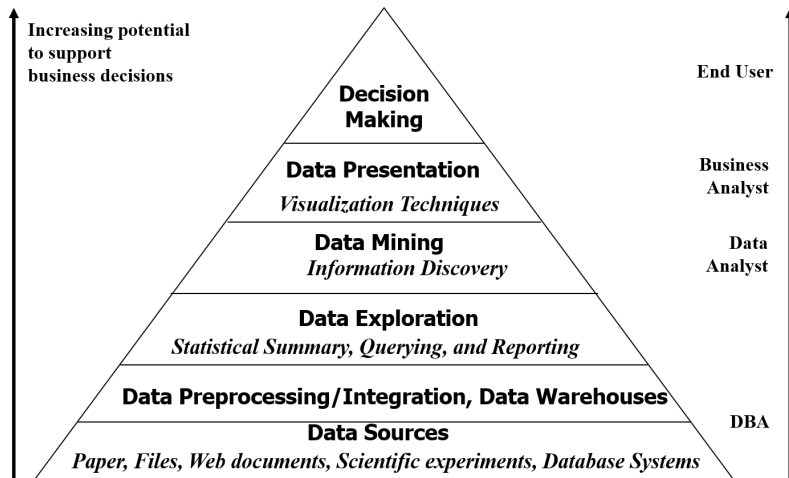 Increasing potential
to support
business decisions
End User
Decision
Making
Data Presentation
Business
Analyst
Visualization Techniques
Data Mining
Data
Analyst
Information Discovery
Data Exploration
Statistical Summary, Querying, and Reporting
Data Preprocessing/Integration, Data Warehouses
DBA
Data Sources
Paper, Files, Web documents, Scientific experiments, Database Systems